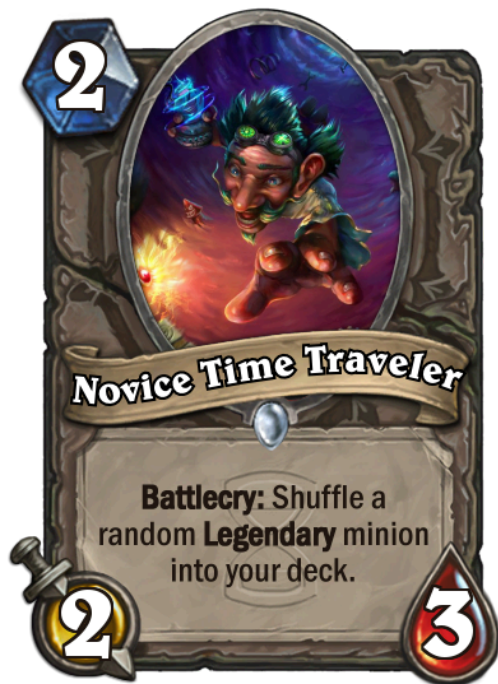 2
Novice Time Traveler
Battlecry: Shuffle a
random Legendary minion
into your deck.
2
3